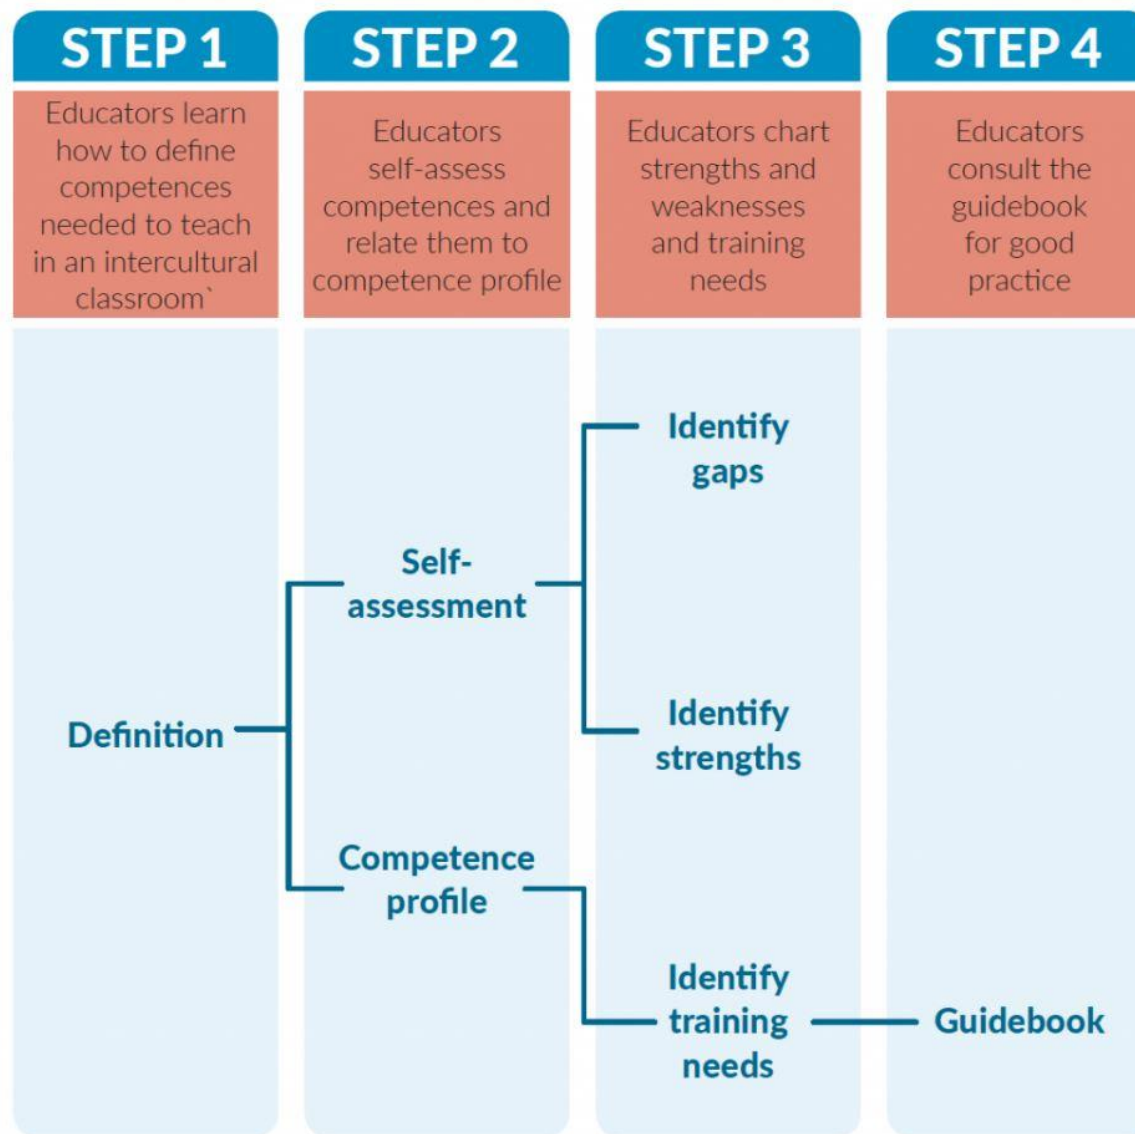 STEP 1
Educators learn
how to define
competences
needed to teach
in an intercultural
classroom`
STEP 2
Educators
self-assess
competences and
relate them to
competence profile
STEP 3
Educators chart
strengths and
weaknesses
and training
needs
STEP 4
Educators
consult the
guidebook
for good
practice
Definition
Self-
assessment
Competence
profile
Identify
gaps
Identify
strengths
Identify
training
needs
Guidebook